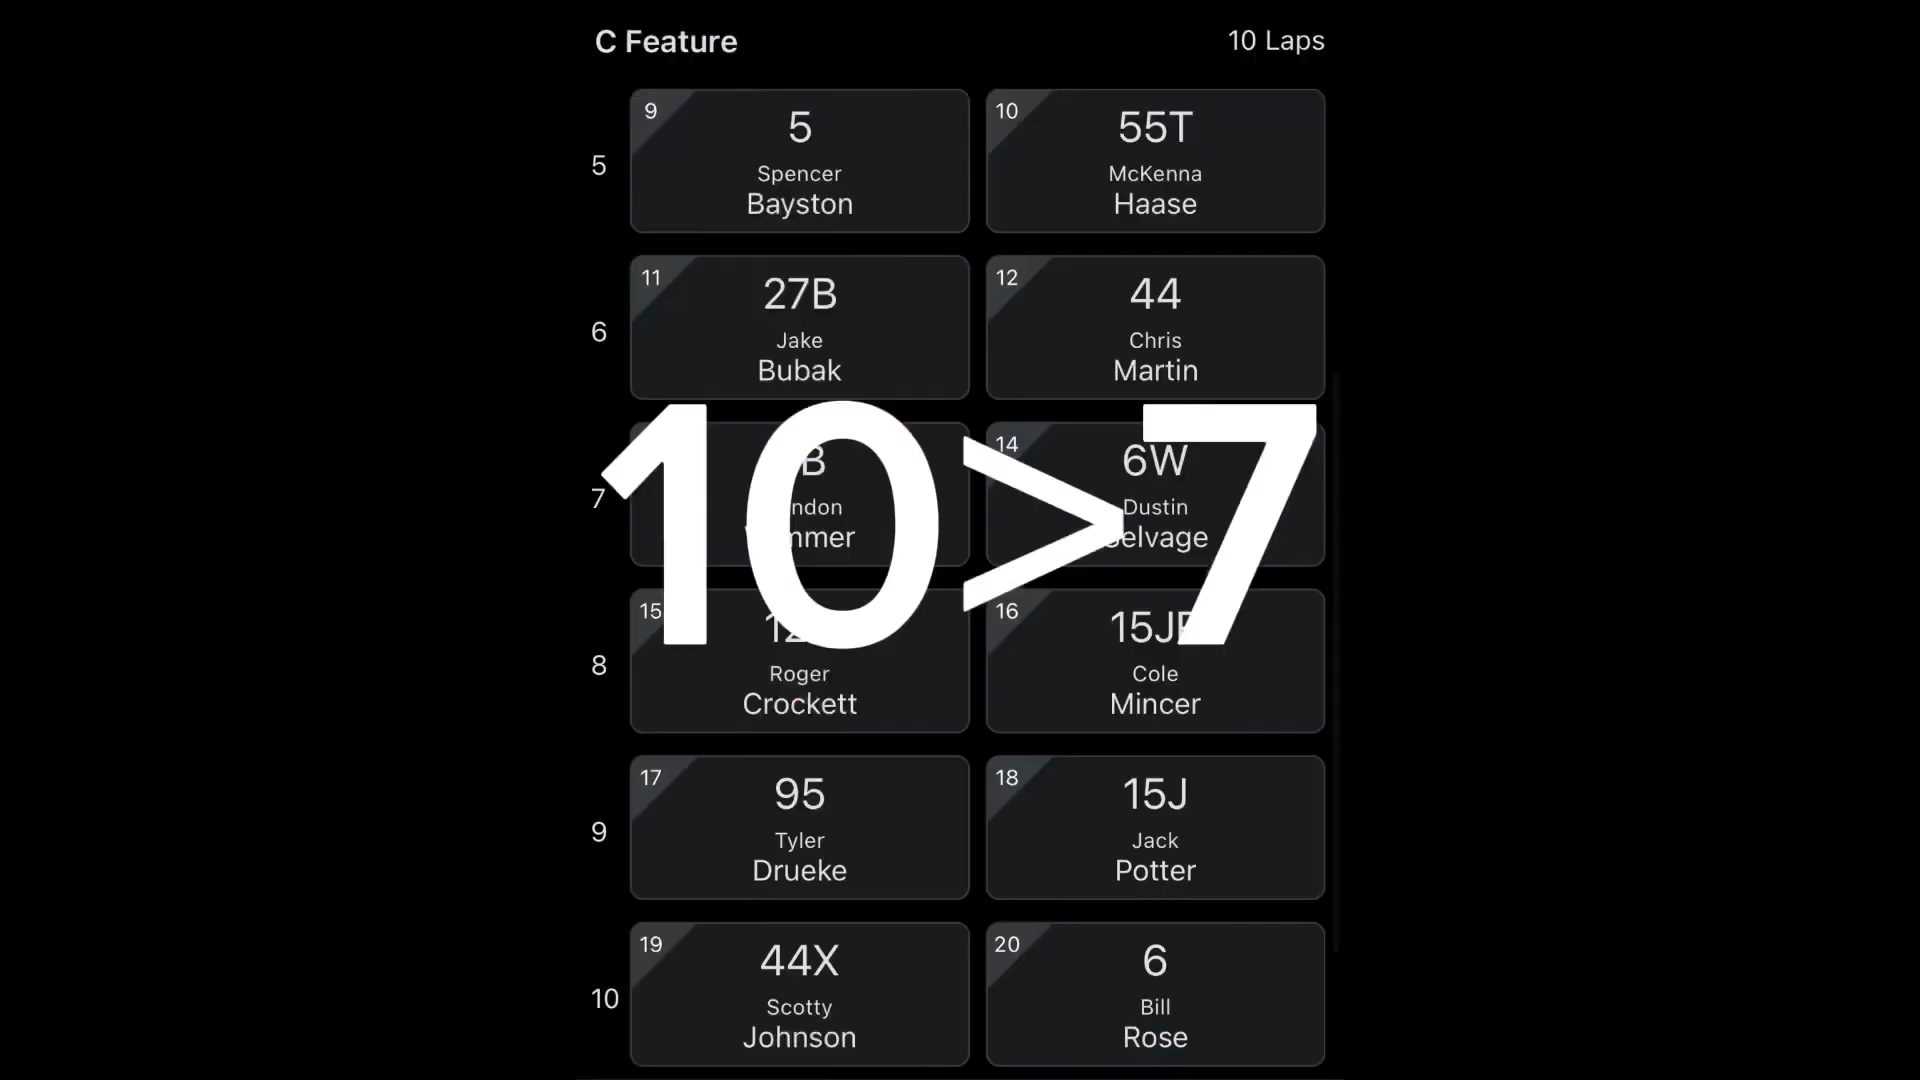 C Feature
10 Laps
5
9
5
Spencer
Bayston
10
55T
McKenna
Haase
6
11
27B
Jake
Bubak
12
44
Chris
Martin
10>7
7
14
6W
Dustin
8
15
Roger
Crockett
16
Cole
Mincer
9
17
95
Tyler
Drueke
18
15J
Jack
Potter
10
19
44X
Scotty
Johnson
20
6
Bill
Rose